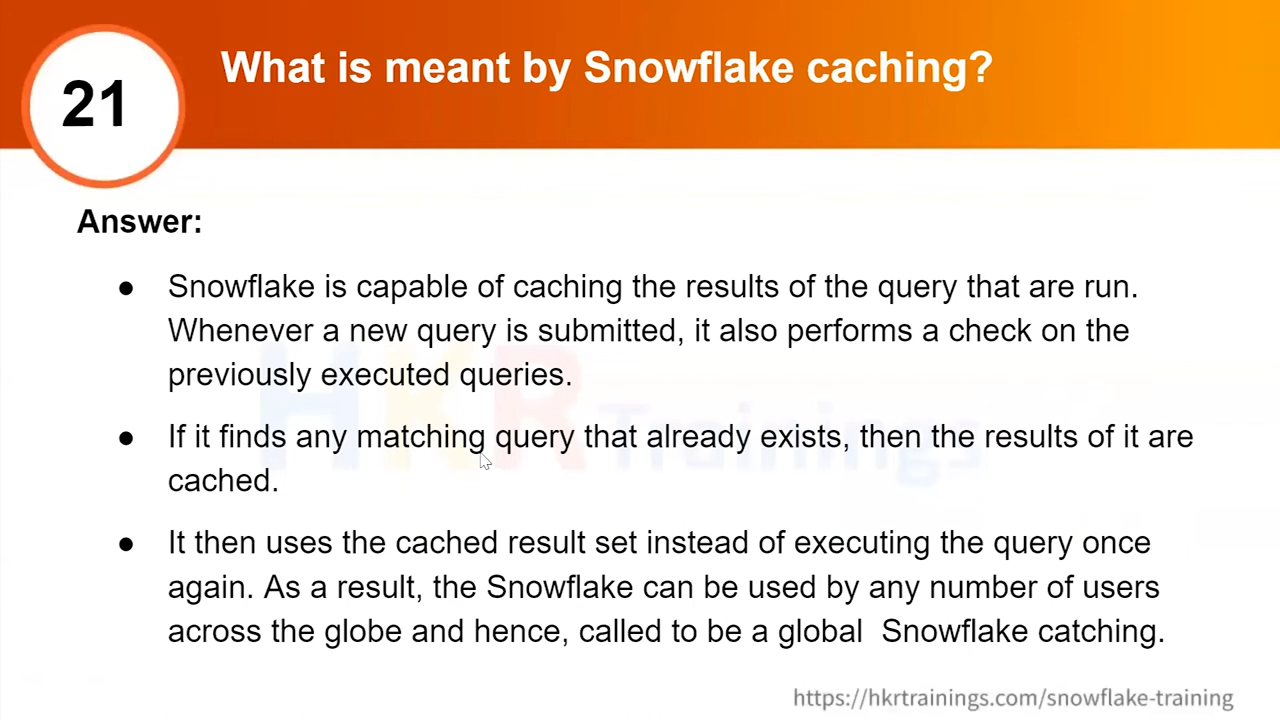 21
What is meant by Snowflake caching?
Answer:
● Snowflake is capable of caching the results of the query that are run.
Whenever a new query is submitted, it also performs a check on the
previously executed queries.
● If it finds any matching query that already exists, then the results of it are
cached.
● It then uses the cached result set instead of executing the query once
again. As a result, the Snowflake can be used by any number of users
across the globe and hence, called to be a global  Snowflake catching.
HKR Trainings
https://hkrtrainings.com/snowflake-training